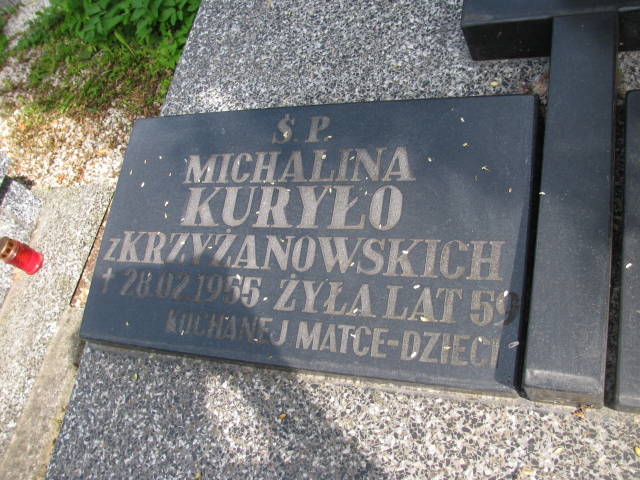 Ś.P.
MICHALINA
KURYŁO
z KRZYŻANOWSKICH
† 28.02.1955 ŻYŁA LAT 59
KOCHANEJ MATCE-DZIECI